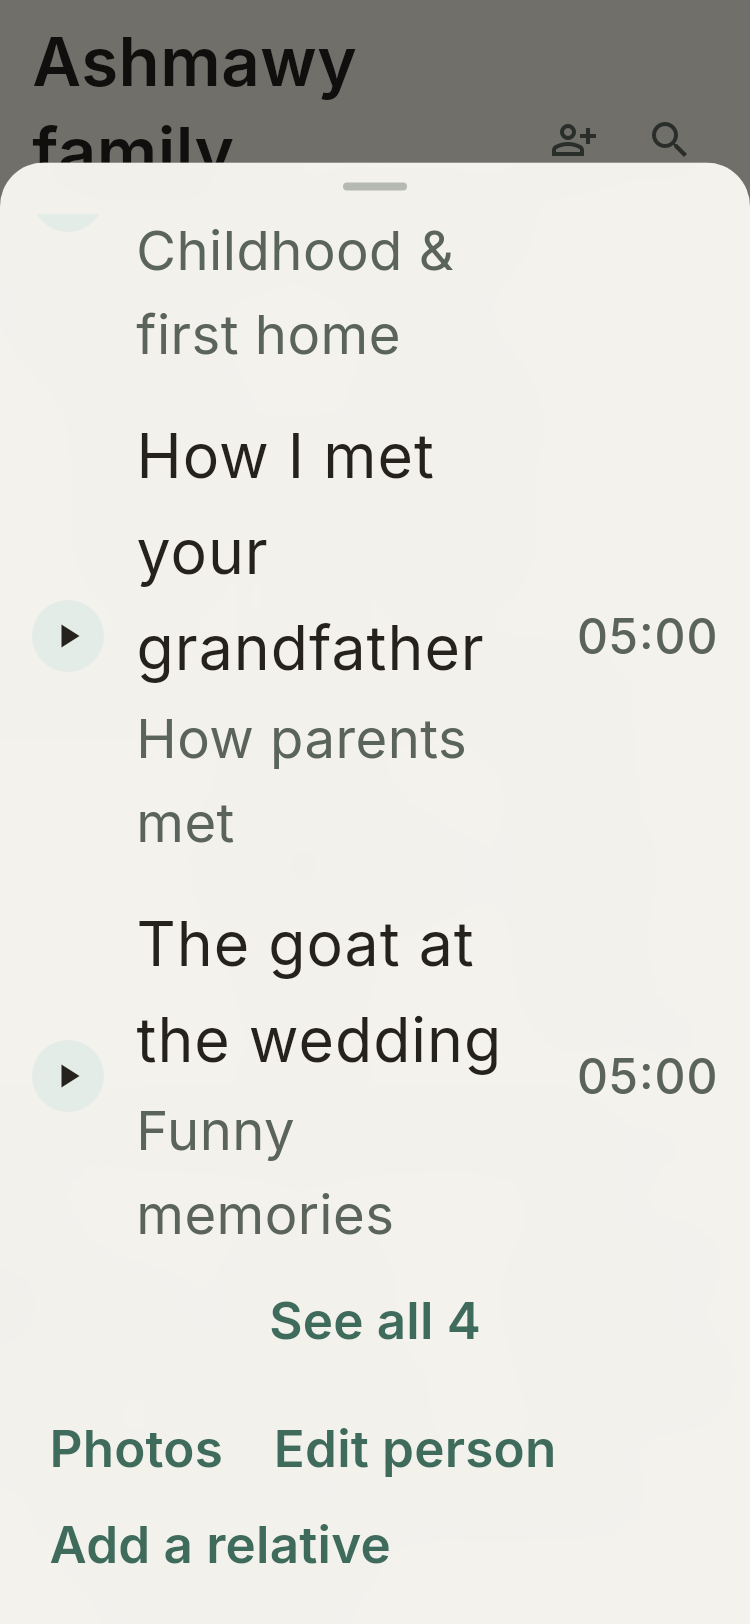 Ashmawy
family
Childhood &
first home
How I met
your
grandfather
05:00
How parents
met
The goat at
the wedding
05:00
Funny
memories
See all 4
Photos Edit person
Add a relative